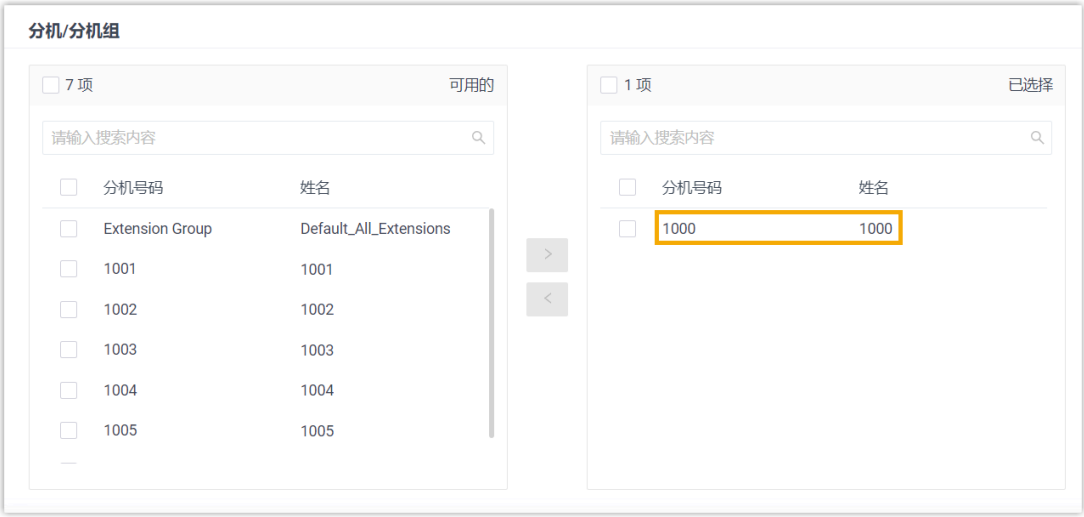 分机/分机组
7 项 可用的
请输入搜索内容
分机号码 姓名
Extension Group Default_All_Extensions
1001 1001
1002 1002
1003 1003
1004 1004
1005 1005
>
<
1 项 已选择
请输入搜索内容
分机号码 姓名
1000 1000